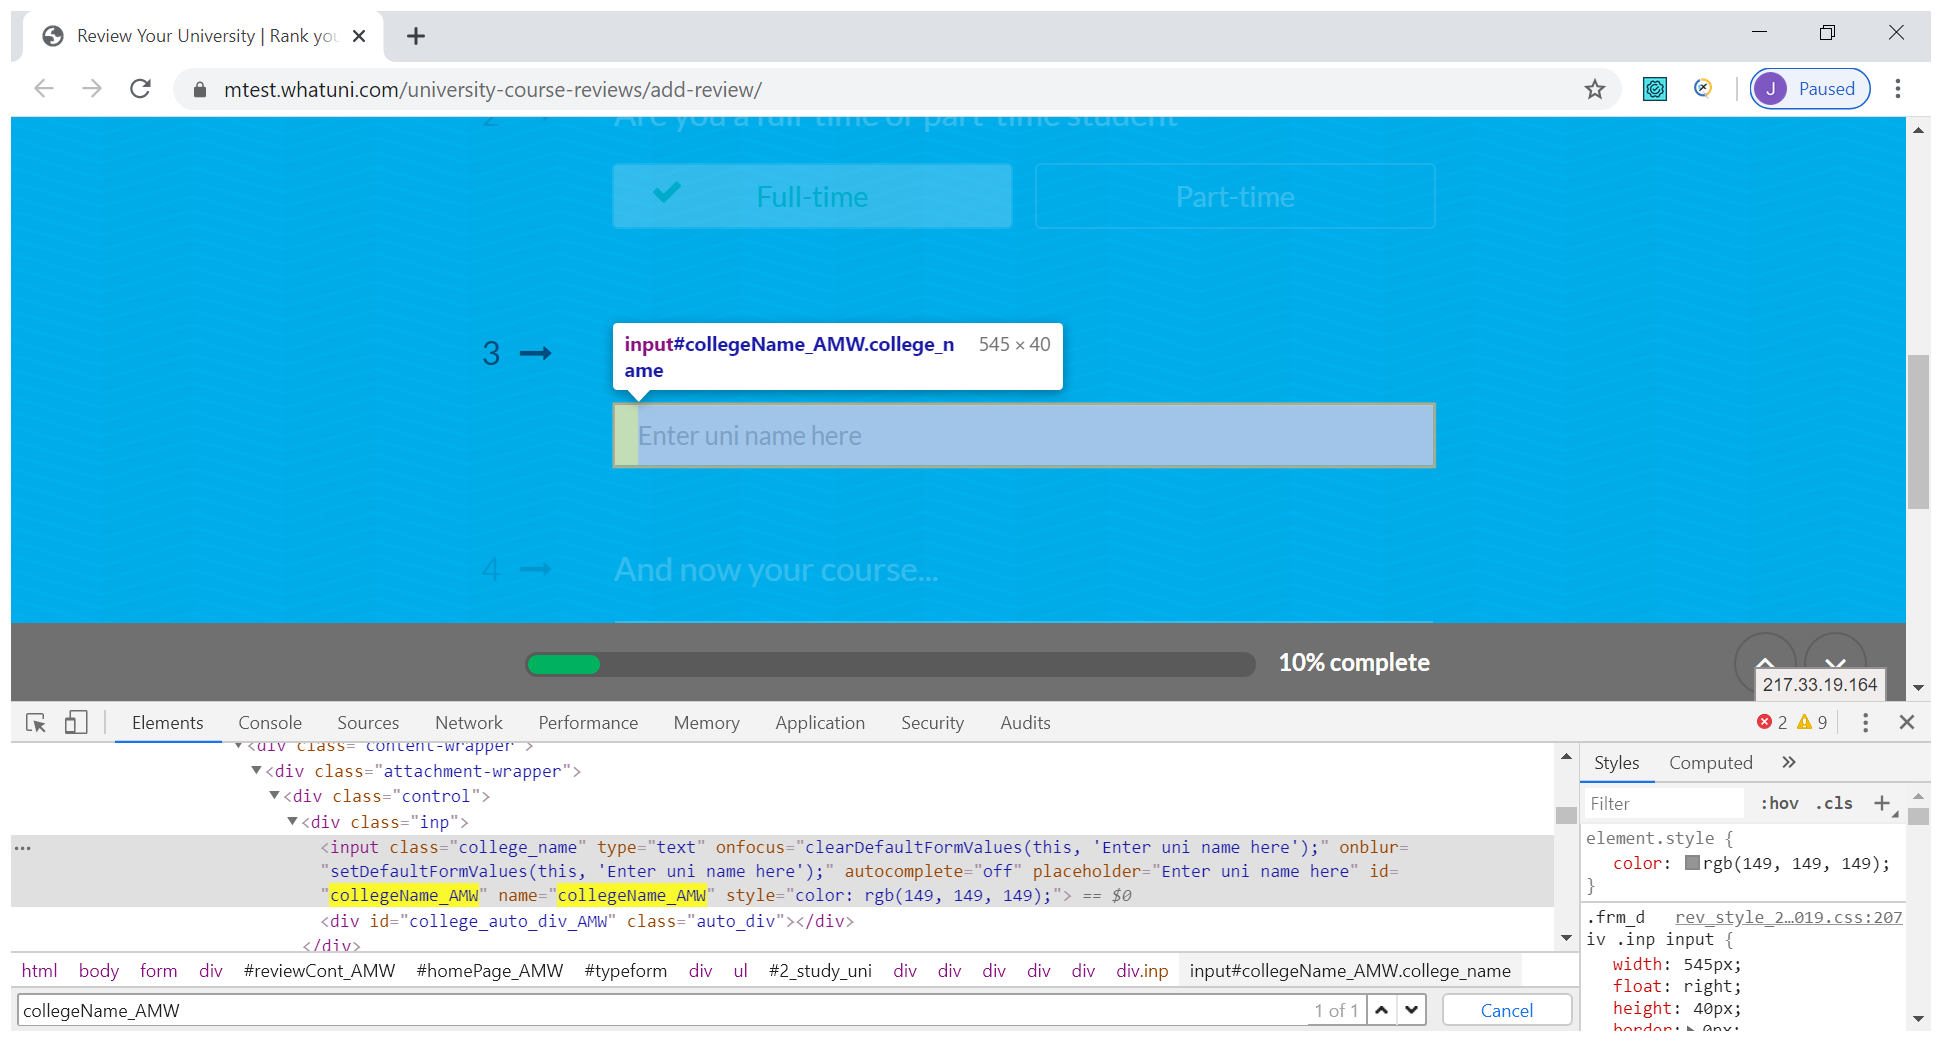 Review Your University | Rank you
mtest.whatuni.com/university-course-reviews/add-review/
J Paused
2 Are you a full-time or part-time student
Full-time Part-time
3
input#collegeName_AMW.college_n 545 × 40
ame
Enter uni name here
4 And now your course...
10% complete
217.33.19.164
Elements Console Sources Network Performance Memory Application Security Audits 2 9
<div class="content-wrapper">
<div class="attachment-wrapper">
<div class="control">
<div class="inp">
... <input class="college_name" type="text" onfocus="clearDefaultFormValues(this, 'Enter uni name here');" onblur=
"setDefaultFormValues(this, 'Enter uni name here');" autocomplete="off" placeholder="Enter uni name here" id=
"collegeName_AMW" name="collegeName_AMW" style="color: rgb(149, 149, 149);"> == $0
<div id="college_auto_div_AMW" class="auto_div"></div>
</div>
html body form div #reviewCont_AMW #homePage_AMW #typeform div ul #2_study_uni div div div div div div.inp input#collegeName_AMW.college_name
collegeName_AMW 1 of 1 Cancel
Styles Computed »
Filter :hov .cls +
element.style {
color: rgb(149, 149, 149);
}
.frm_d rev_style_2…019.css:207
iv .inp input {
width: 545px;
float: right;
height: 40px;
border: 0px;